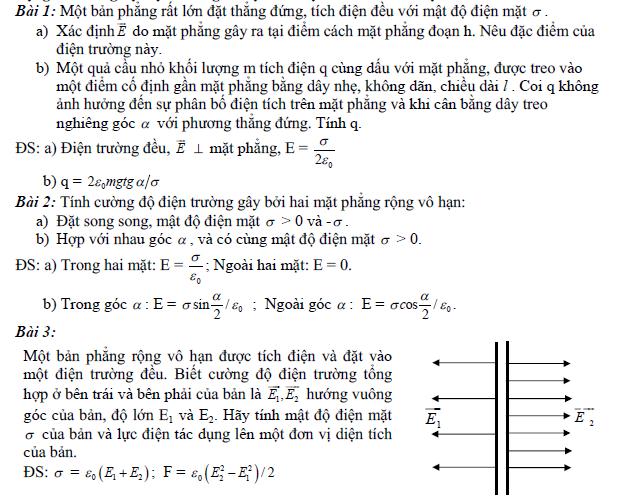 Bài 1: Một bản phẳng rất lớn đặt thẳng đứng, tích điện đều với mật độ điện mặt σ .
a) Xác định E⃗ do mặt phẳng gây ra tại điểm cách mặt phẳng đoạn h. Nêu đặc điểm của
điện trường này.
b) Một quả cầu nhỏ khối lượng m tích điện q cùng dấu với mặt phẳng, được treo vào
một điểm cố định gần mặt phẳng bằng dây nhẹ, không dãn, chiều dài l . Coi q không
ảnh hưởng đến sự phân bố điện tích trên mặt phẳng và khi cân bằng dây treo
nghiêng góc α với phương thẳng đứng. Tính q.
ĐS: a) Điện trường đều, E⃗ ⊥ mặt phẳng, E = σ/2ε₀
b) q = 2ε₀mgtg α/σ
Bài 2: Tính cường độ điện trường gây bởi hai mặt phẳng rộng vô hạn:
a) Đặt song song, mật độ điện mặt σ > 0 và -σ .
b) Hợp với nhau góc α , và có cùng mật độ điện mặt σ > 0.
ĐS: a) Trong hai mặt: E = σ/ε₀ ; Ngoài hai mặt: E = 0.
b) Trong góc α : E = σ sin α/2 / ε₀ ; Ngoài góc α : E = σcos α/2 / ε₀ .
Bài 3:
Một bản phẳng rộng vô hạn được tích điện và đặt vào
một điện trường đều. Biết cường độ điện trường tổng
hợp ở bên trái và bên phải của bản là E⃗₁, E⃗₂ hướng vuông
góc của bản, độ lớn E₁ và E₂. Hãy tính mật độ điện mặt
σ của bản và lực điện tác dụng lên một đơn vị diện tích
của bản.
ĐS: σ = ε₀(E₁ + E₂); F = ε₀(E₂² − E₁²)/2
E⃗₁
E⃗₂